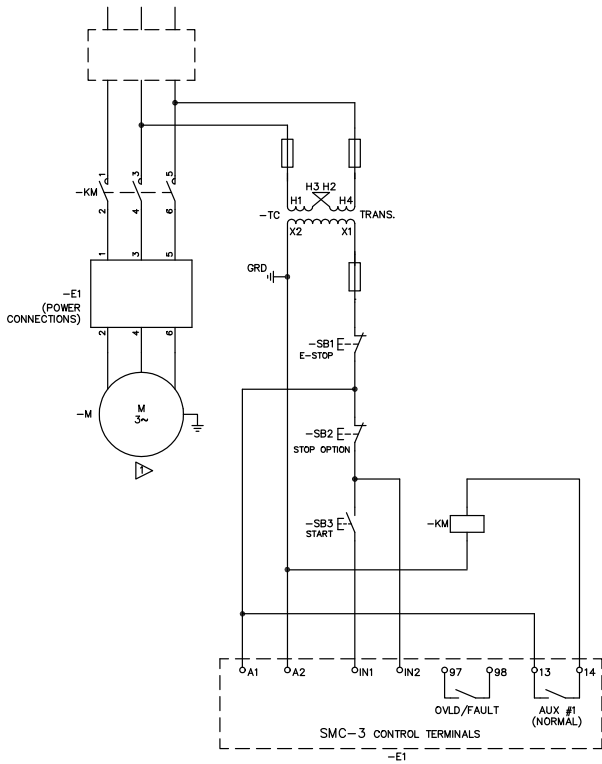 1
3
5
-KM
2
4
6
1
3
5
-E1
(POWER
CONNECTIONS)
2
4
6
-M
M
3~
1
H3 H2
H1
H4
-TC
TRANS.
X2
X1
GRD
-SB1
E-STOP
-SB2
STOP OPTION
-SB3
START
-KM
A1
A2
IN1
IN2
97
98
13
14
OVLD/FAULT
AUX #1
(NORMAL)
SMC-3 CONTROL TERMINALS
-E1